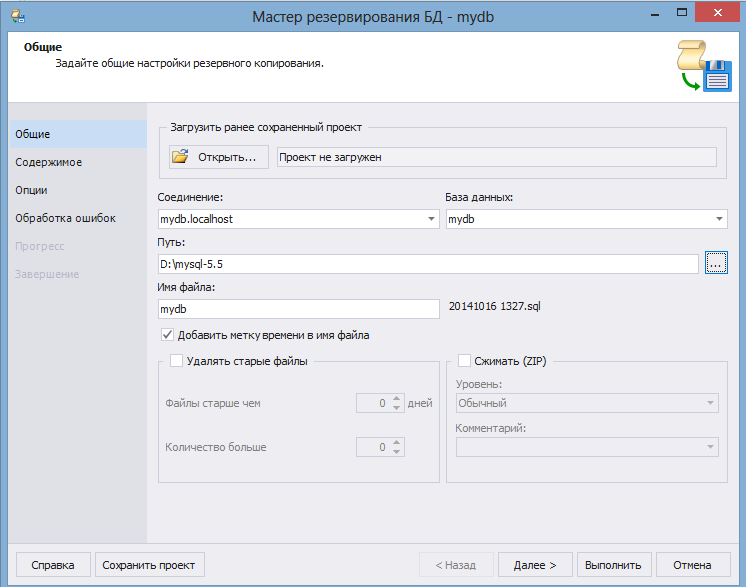 Мастер резервирования БД - mydb
Общие
Задайте общие настройки резервного копирования.
Общие
Содержимое
Опции
Обработка ошибок
Прогресс
Завершение
Загрузить ранее сохраненный проект
Открыть... Проект не загружен
Соединение: База данных:
mydb.localhost mydb
Путь:
D:\mysql-5.5 ...
Имя файла:
mydb 20141016 1327.sql
Добавить метку времени в имя файла
Удалять старые файлы Сжимать (ZIP)
Уровень:
Файлы старше чем 0 дней Обычный
Комментарий:
Количество больше 0
Справка Сохранить проект < Назад Далее > Выполнить Отмена